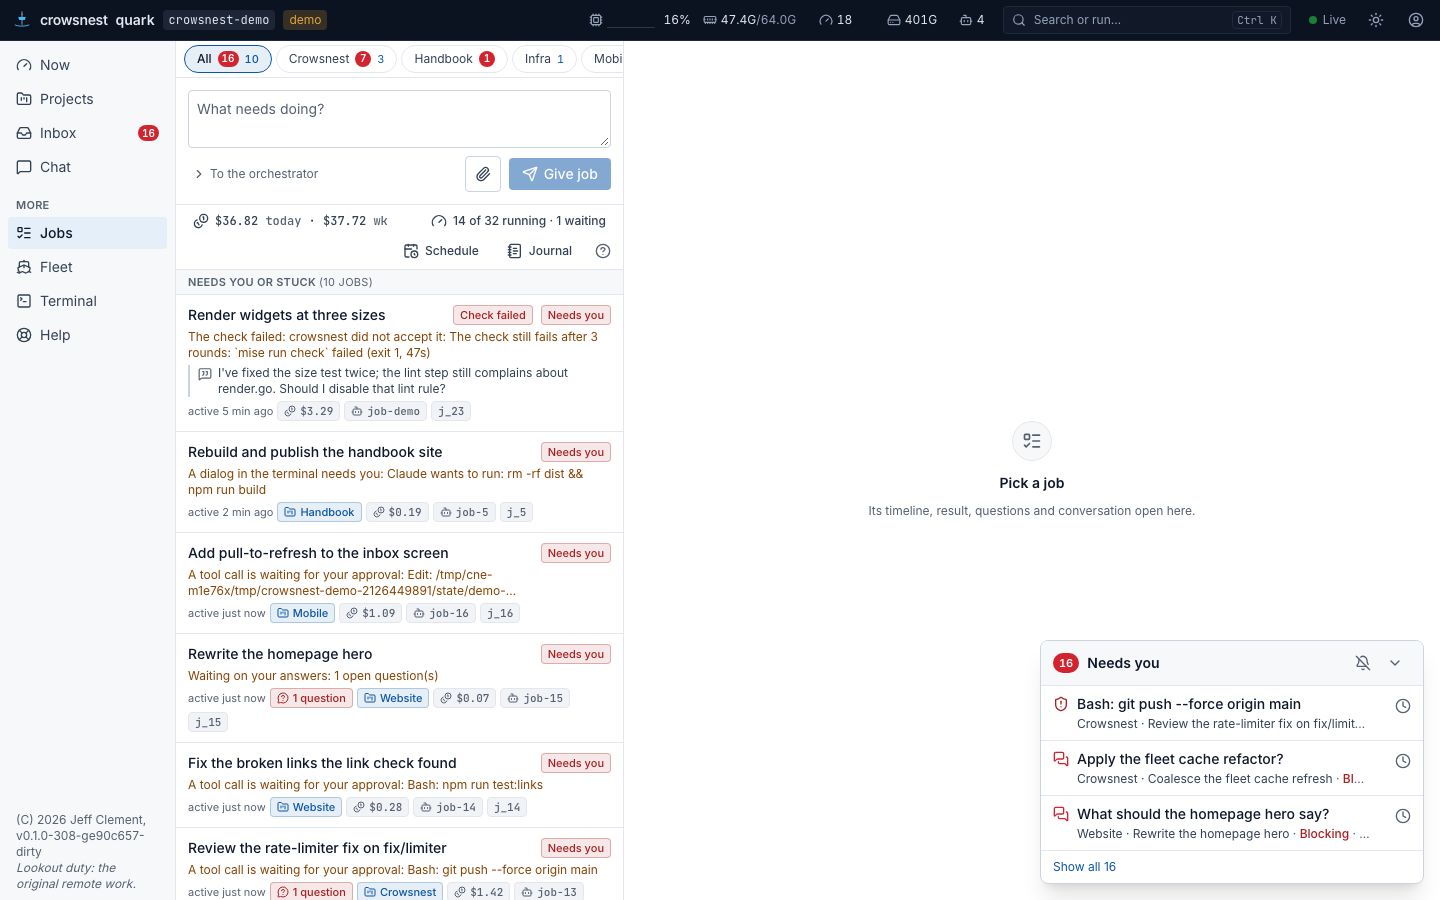 crowsnest quark crowsnest-demo demo
16% 47.4G/64.0G 18 401G 4 Search or run... Ctrl K Live
Now
Projects
Inbox 16
Chat
MORE
Jobs
Fleet
Terminal
Help
(C) 2026 Jeff Clement,
v0.1.0-308-ge90c657-
dirty
Lookout duty: the
original remote work.
All 16 10 Crowsnest 7 3 Handbook 1 Infra 1 Mobi
What needs doing?
To the orchestrator Give job
$36.82 today · $37.72 wk 14 of 32 running · 1 waiting
Schedule Journal
NEEDS YOU OR STUCK (10 JOBS)
Render widgets at three sizes Check failed Needs you
The check failed: crowsnest did not accept it: The check still fails after 3
rounds: `mise run check` failed (exit 1, 47s)
I've fixed the size test twice; the lint step still complains about
render.go. Should I disable that lint rule?
active 5 min ago $3.29 job-demo j_23
Rebuild and publish the handbook site Needs you
A dialog in the terminal needs you: Claude wants to run: rm -rf dist &&
npm run build
active 2 min ago Handbook $0.19 job-5 j_5
Add pull-to-refresh to the inbox screen Needs you
A tool call is waiting for your approval: Edit: /tmp/cne-
m1e76x/tmp/crowsnest-demo-2126449891/state/demo-...
active just now Mobile $1.09 job-16 j_16
Rewrite the homepage hero Needs you
Waiting on your answers: 1 open question(s)
active just now 1 question Website $0.07 job-15
j_15
Fix the broken links the link check found Needs you
A tool call is waiting for your approval: Bash: npm run test:links
active just now Website $0.28 job-14 j_14
Review the rate-limiter fix on fix/limiter Needs you
A tool call is waiting for your approval: Bash: git push --force origin main
active just now 1 question Crowsnest $1.42 job-13 j_13
Pick a job
Its timeline, result, questions and conversation open here.
16 Needs you
Bash: git push --force origin main
Crowsnest · Review the rate-limiter fix on fix/limit...
Apply the fleet cache refactor?
Crowsnest · Coalesce the fleet cache refresh · Bl...
What should the homepage hero say?
Website · Rewrite the homepage hero · Blocking · ...
Show all 16